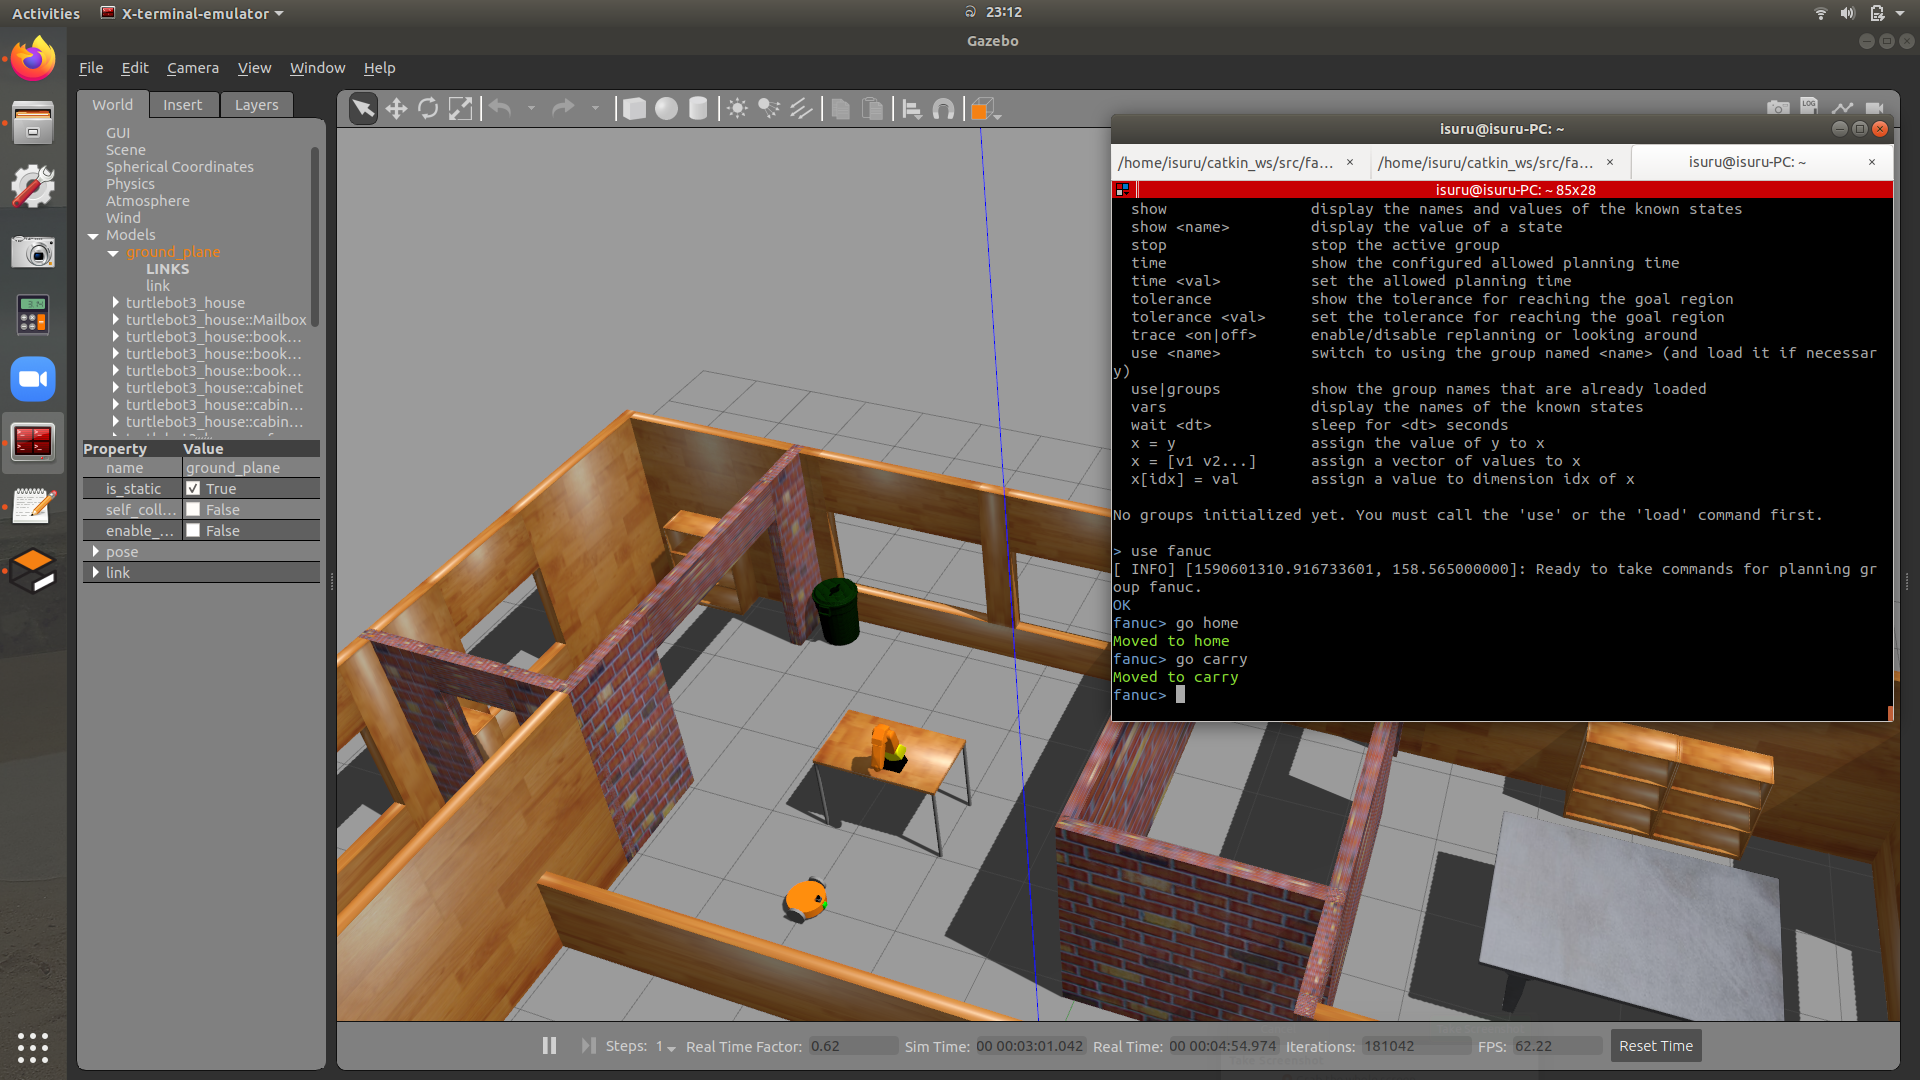 Activities
X-terminal-emulator
23:12
Gazebo
File Edit Camera View Window Help
World Insert Layers
GUI
Scene
Spherical Coordinates
Physics
Atmosphere
Wind
Models
ground_plane
LINKS
link
turtlebot3_house
turtlebot3_house::Mailbox
turtlebot3_house::book...
turtlebot3_house::book...
turtlebot3_house::book...
turtlebot3_house::cabinet
turtlebot3_house::cabin...
turtlebot3_house::cabin...
Property Value
name ground_plane
is_static True
self_coll... False
enable_... False
pose
link
LOG
isuru@isuru-PC: ~
/home/isuru/catkin_ws/src/fa... × /home/isuru/catkin_ws/src/fa... × isuru@isuru-PC: ~ ×
isuru@isuru-PC: ~ 85x28
show display the names and values of the known states
show <name> display the value of a state
stop stop the active group
time show the configured allowed planning time
time <val> set the allowed planning time
tolerance show the tolerance for reaching the goal region
tolerance <val> set the tolerance for reaching the goal region
trace <on|off> enable/disable replanning or looking around
use <name> switch to using the group named <name> (and load it if necessar
y)
use|groups show the group names that are already loaded
vars display the names of the known states
wait <dt> sleep for <dt> seconds
x = y assign the value of y to x
x = [v1 v2...] assign a vector of values to x
x[idx] = val assign a value to dimension idx of x
No groups initialized yet. You must call the 'use' or the 'load' command first.
> use fanuc
[ INFO] [1590601310.916733601, 158.565000000]: Ready to take commands for planning gr
oup fanuc.
OK
fanuc> go home
Moved to home
fanuc> go carry
Moved to carry
fanuc>
Steps: 1 Real Time Factor: 0.62 Sim Time: 00 00:03:01.042 Real Time: 00 00:04:54.974 Iterations: 181042 FPS: 62.22 Reset Time